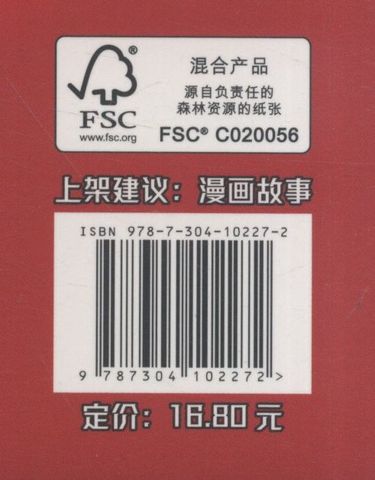 FSC
www.fsc.org
混合产品
源自负责任的
森林资源的纸张
FSC® C020056
上架建议：漫画故事
ISBN 978-7-304-10227-2
9 787304 102272 >
定价：16.80 元